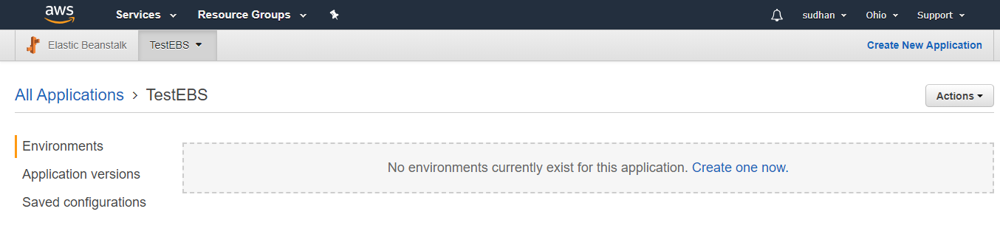 aws Services Resource Groups sudhan Ohio Support
Elastic Beanstalk TestEBS Create New Application
All Applications > TestEBS Actions
Environments
No environments currently exist for this application. Create one now.
Application versions
Saved configurations